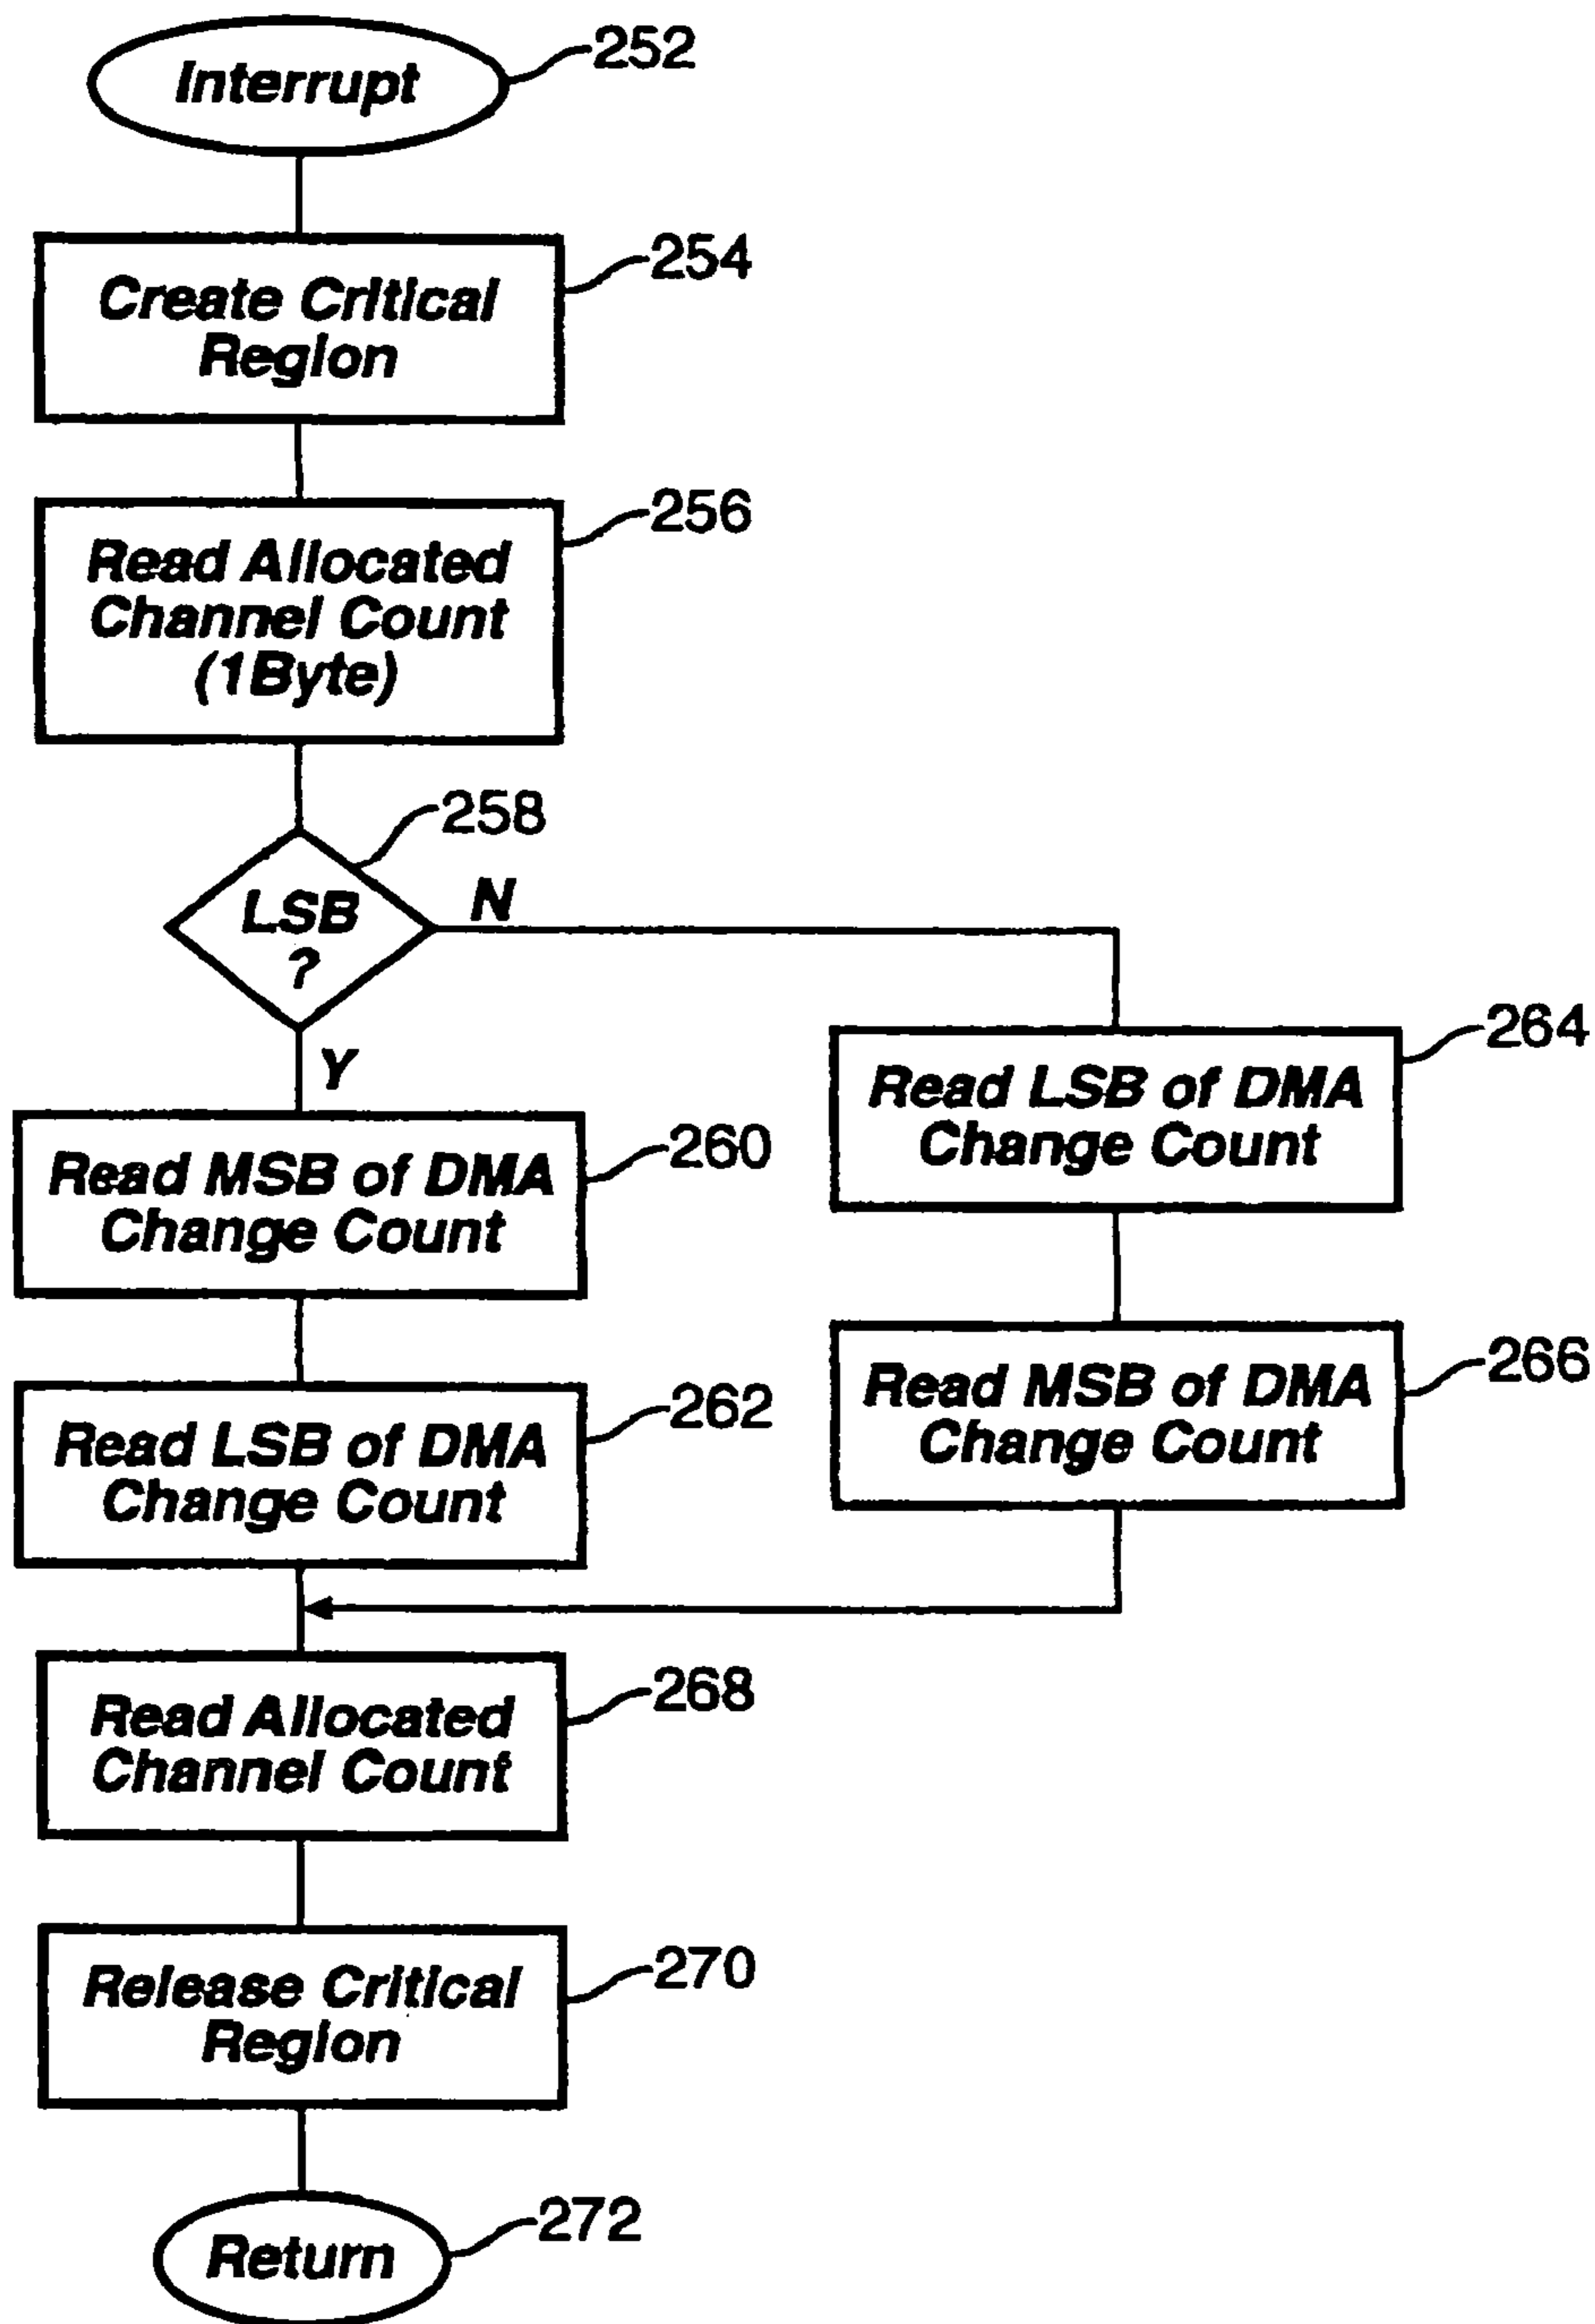 Interrupt
252
Create Critical
Region
254
Read Allocated
Channel Count
(1Byte)
256
LSB
?
258
N
Y
Read MSB of DMA
Change Count
260
Read LSB of DMA
Change Count
262
Read LSB of DMA
Change Count
264
Read MSB of DMA
Change Count
266
Read Allocated
Channel Count
268
Release Critical
Region
270
Return
272